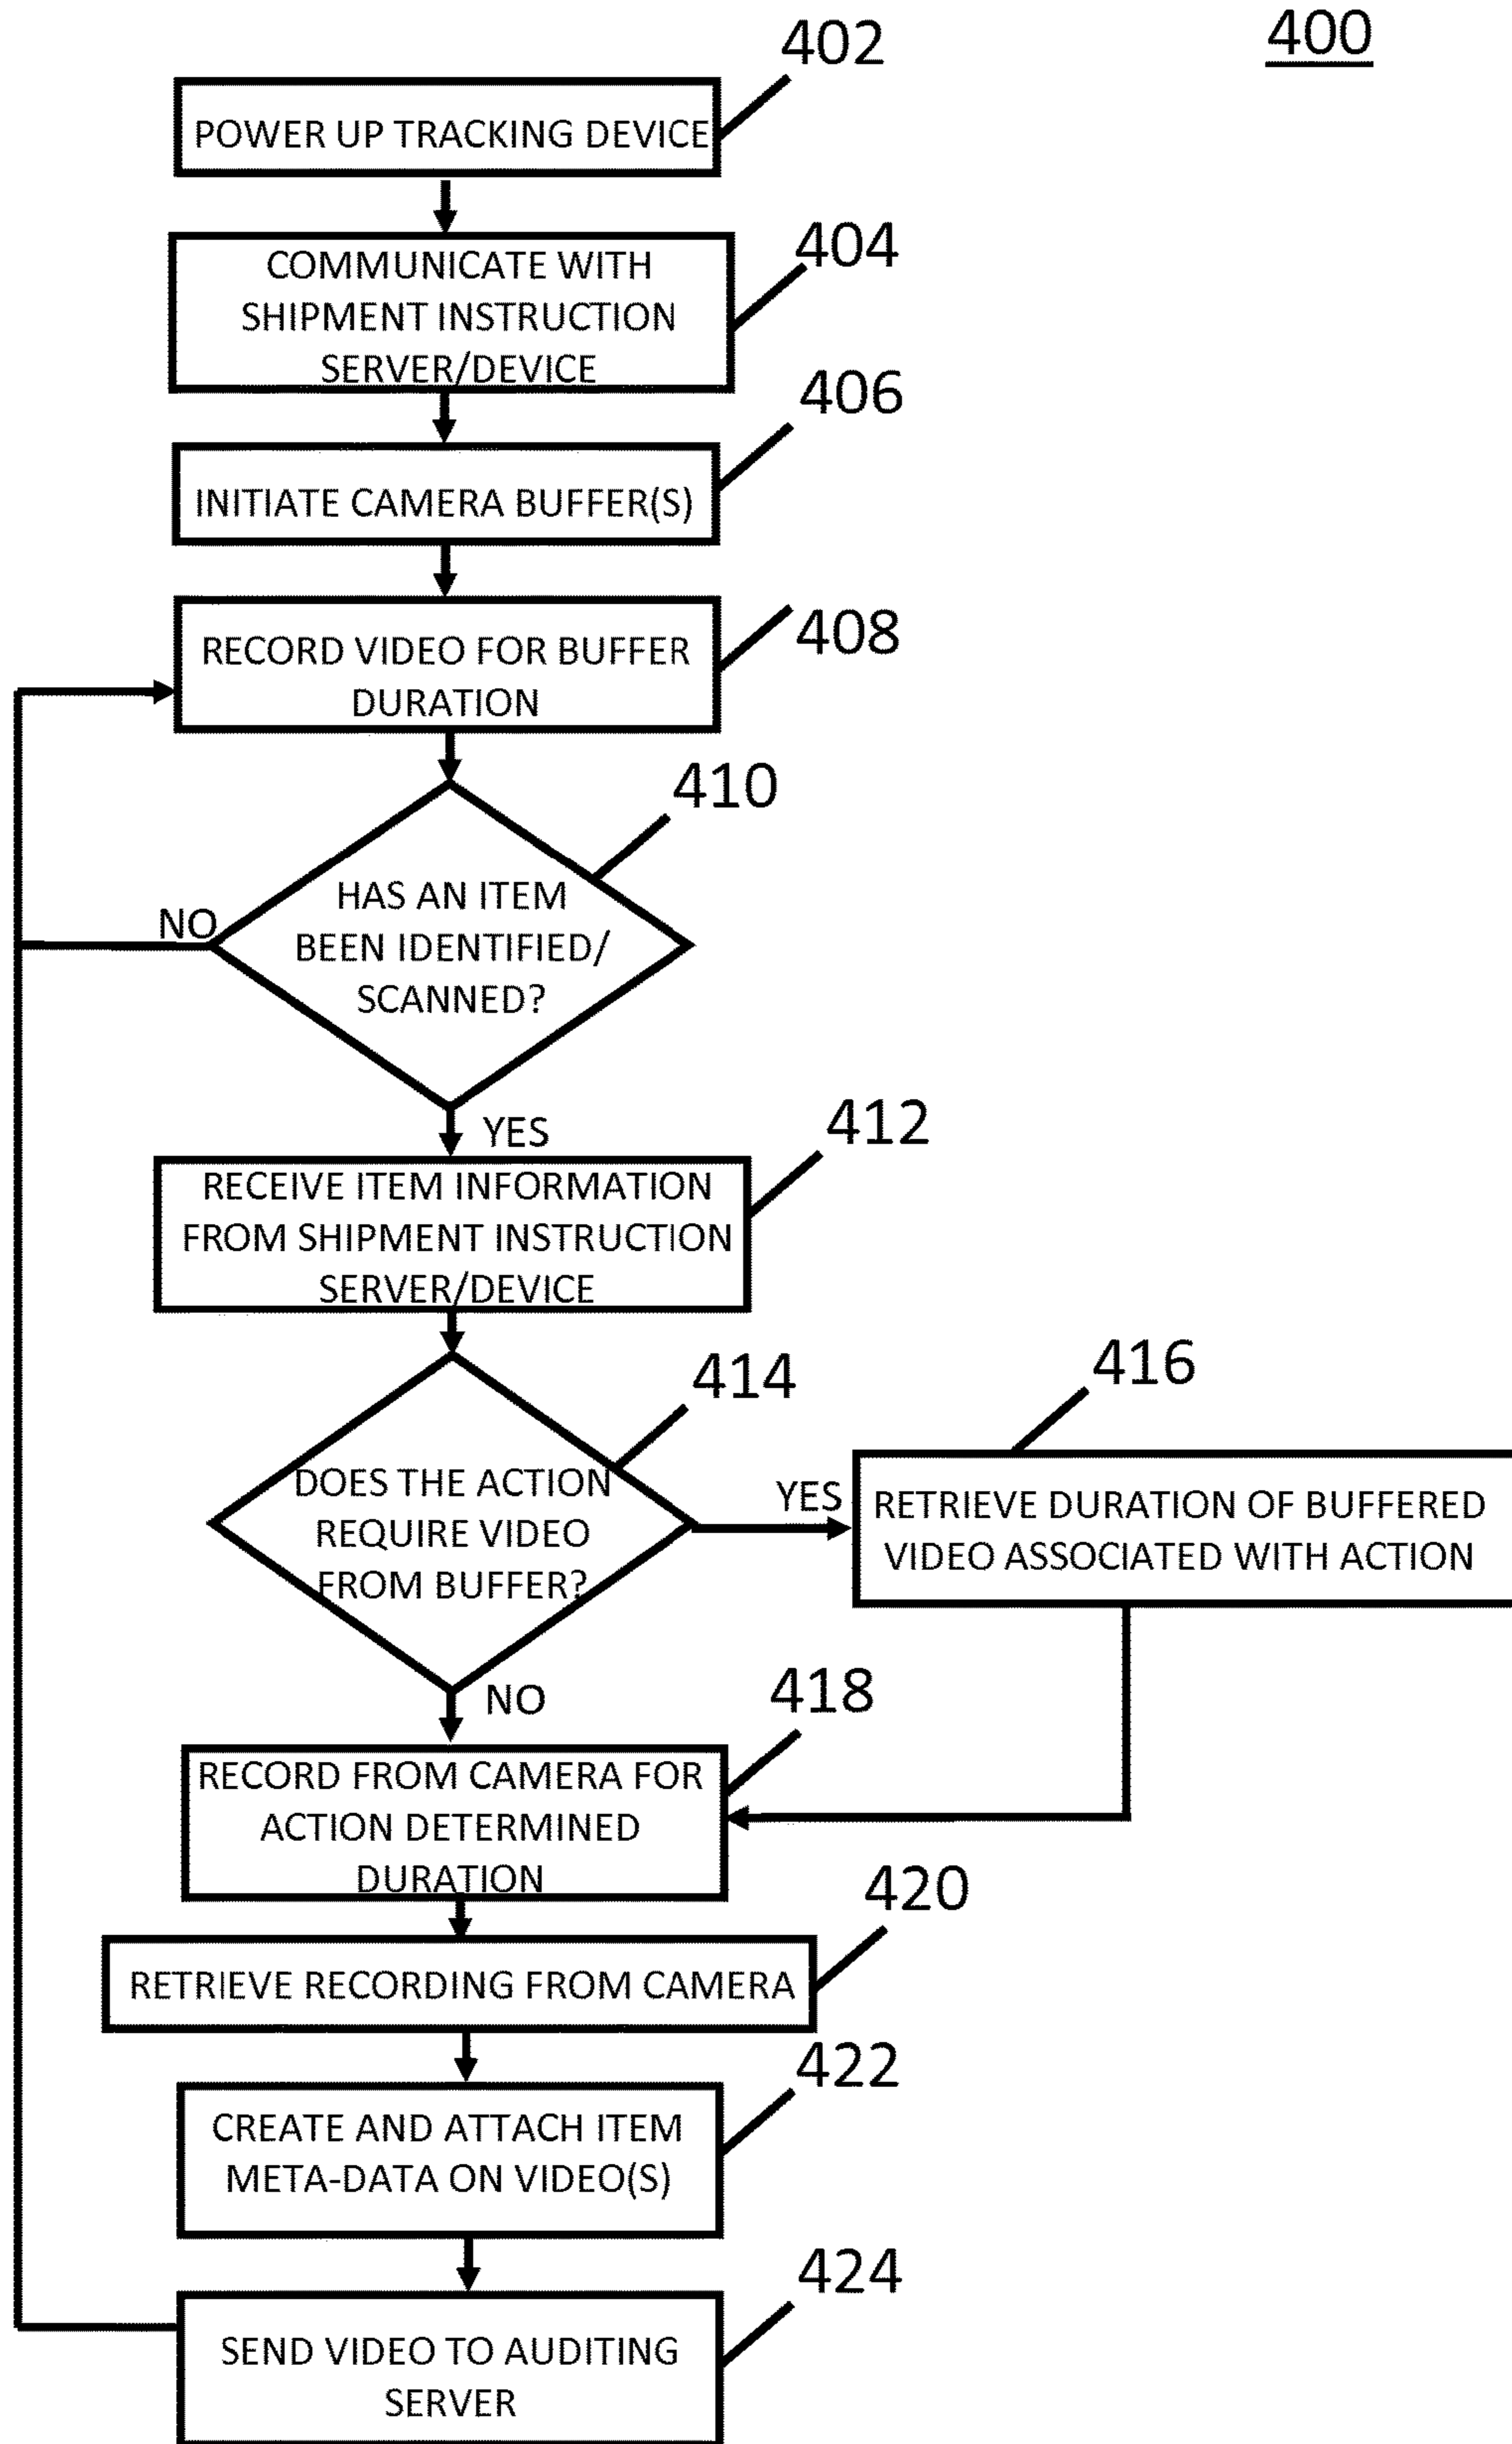 400
402
POWER UP TRACKING DEVICE
404
COMMUNICATE WITH
SHIPMENT INSTRUCTION
SERVER/DEVICE
406
INITIATE CAMERA BUFFER(S)
408
RECORD VIDEO FOR BUFFER
DURATION
410
HAS AN ITEM
BEEN IDENTIFIED/
SCANNED?
NO
YES
412
RECEIVE ITEM INFORMATION
FROM SHIPMENT INSTRUCTION
SERVER/DEVICE
414
DOES THE ACTION
REQUIRE VIDEO
FROM BUFFER?
YES
416
RETRIEVE DURATION OF BUFFERED
VIDEO ASSOCIATED WITH ACTION
NO
418
RECORD FROM CAMERA FOR
ACTION DETERMINED
DURATION
420
RETRIEVE RECORDING FROM CAMERA
422
CREATE AND ATTACH ITEM
META-DATA ON VIDEO(S)
424
SEND VIDEO TO AUDITING
SERVER